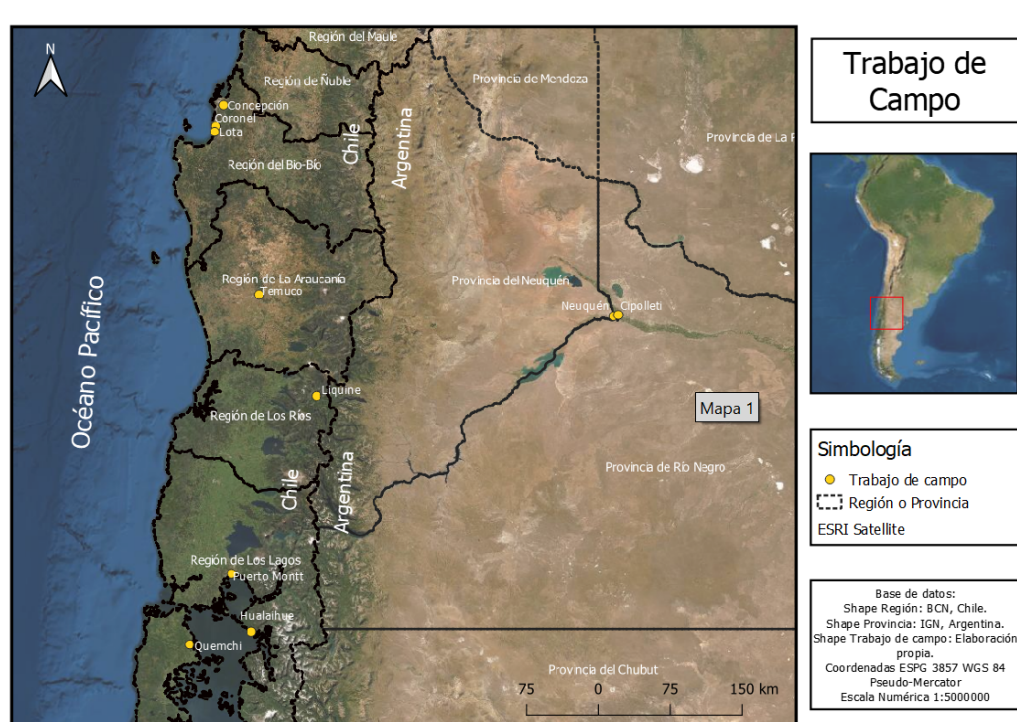 N
Región del Maule
Región de Ñuble
Provincia de Mendoza
Concepción
Coronel
Lota
Chile
Argentina
Provincia de La P
Región del Bio-Bío
Océano Pacífico
Región de La Araucanía
Temuco
Provincia del Neuquén
Neuquén
Cipolleti
Liquine
Región de Los Ríos
Mapa 1
Chile
Argentina
Provincia de Río Negro
Región de Los Lagos
Puerto Montt
Hualaihue
Quemchi
Provincia del Chubut
75 0 75 150 km
Trabajo de
Campo
Simbología
Trabajo de campo
Región o Provincia
ESRI Satellite
Base de datos:
Shape Región: BCN, Chile.
Shape Provincia: IGN, Argentina.
Shape Trabajo de campo: Elaboración
propia.
Coordenadas ESPG 3857 WGS 84
Pseudo-Mercator
Escala Numérica 1:5000000